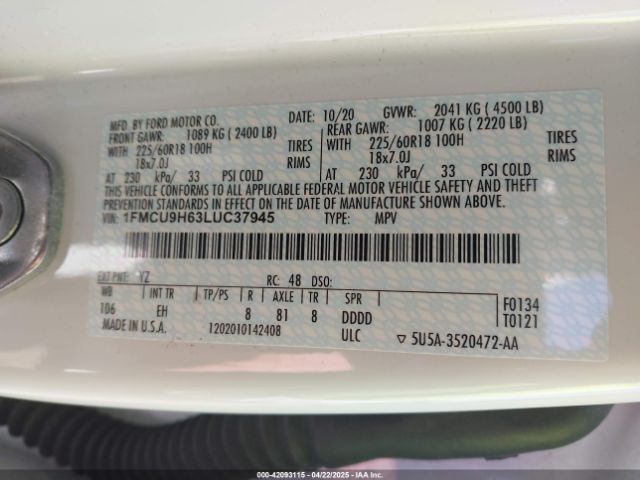 MFD. BY FORD MOTOR CO. DATE: 10/20 GVWR: 2041 KG ( 4500 LB)
FRONT GAWR: 1089 KG ( 2400 LB) REAR GAWR: 1007 KG ( 2220 LB)
WITH 225/60R18 100H TIRES WITH 225/60R18 100H TIRES
18x7.0J RIMS 18x7.0J RIMS
AT 230 kPa/ 33 PSI COLD AT 230 kPa/ 33 PSI COLD
THIS VEHICLE CONFORMS TO ALL APPLICABLE FEDERAL MOTOR VEHICLE SAFETY AND THEFT
PREVENTION STANDARDS IN EFFECT ON THE DATE OF MANUFACTURE SHOWN ABOVE.
VIN: 1FMCU9H63LUC37945 TYPE: MPV
EXT PNT: YZ RC: 48 DSO:
WB INT TR TP/PS R AXLE TR SPR F0134
106 EH 8 81 8 DDDD T0121
MADE IN U.S.A. 1202010142408 ULC ▽ 5U5A-3520472-AA
00-42093115 - 04/22/2025 - COPYRIGHT IAA, LLC.